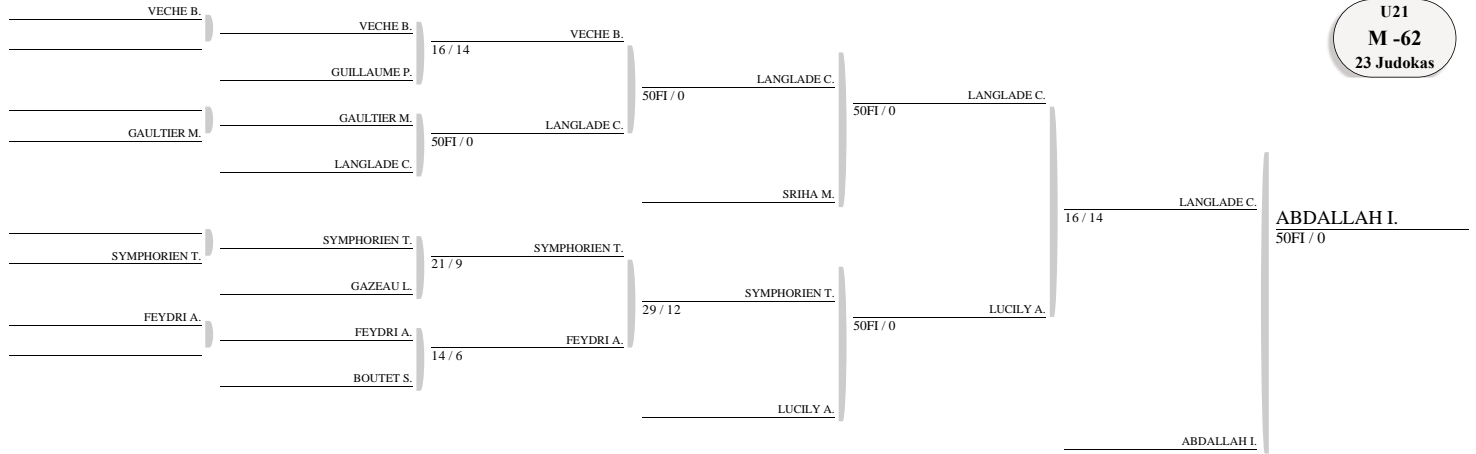 VECHE B.
GAULTIER M.
SYMPHORIEN T.
FEYDRI A.
VECHE B.
GUILLAUME P.
GAULTIER M.
LANGLADE C.
SYMPHORIEN T.
GAZEAU L.
FEYDRI A.
BOUTET S.
VECHE B.
16 / 14
LANGLADE C.
50FI / 0
SYMPHORIEN T.
21 / 9
FEYDRI A.
14 / 6
LANGLADE C.
50FI / 0
SRIHA M.
SYMPHORIEN T.
29 / 12
LUCILY A.
LANGLADE C.
50FI / 0
LUCILY A.
50FI / 0
LANGLADE C.
16 / 14
ABDALLAH I.
ABDALLAH I.
50FI / 0
U21
M -62
23 Judokas